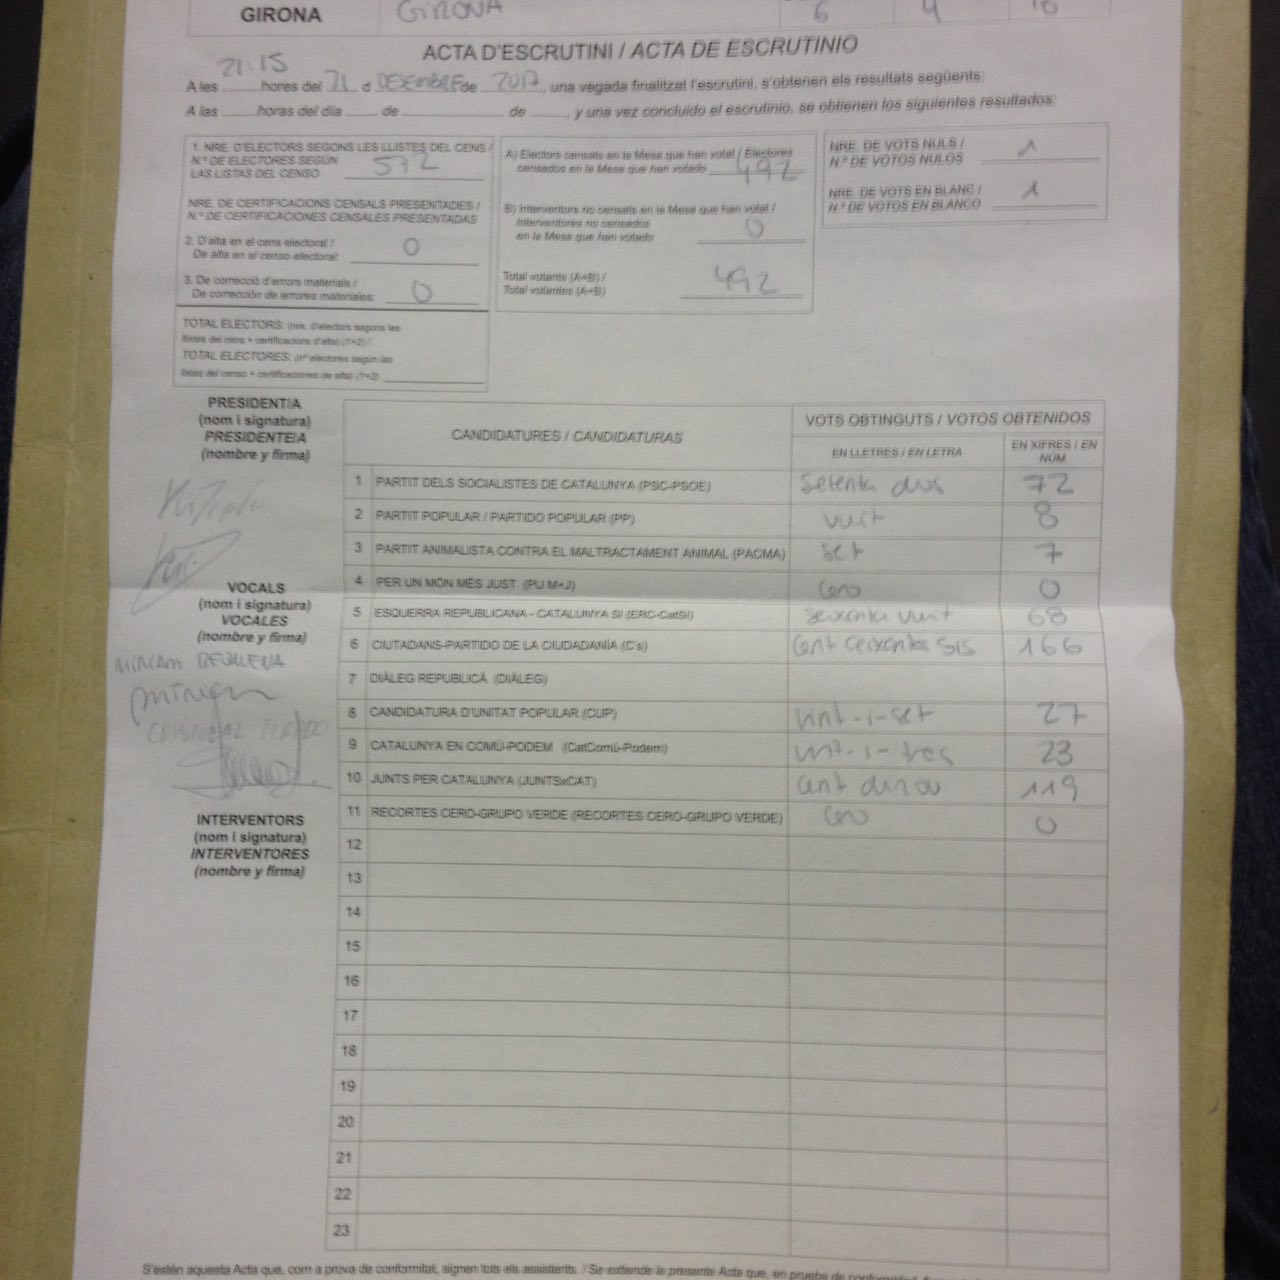 GIRONA GIRONA 6 4
ACTA D'ESCRUTINI / ACTA DE ESCRUTINIO
A les 21:15 hores del 21 d DESEMBRE de 2017, una vegada finalitzat l'escrutini, s'obtenen els resultats següents:
A las ......... horas del día ....... de ...................... de ........., y una vez concluido el escrutinio, se obtienen los siguientes resultados:
1. NRE. D'ELECTORS SEGONS LES LLISTES DEL CENS /
N.º DE ELECTORES SEGÚN
LAS LISTAS DEL CENSO 572
NRE. DE CERTIFICACIONS CENSALS PRESENTADES /
N.º DE CERTIFICACIONES CENSALES PRESENTADAS
2. D'alta en el cens electoral /
De alta en el censo electoral: 0
3. De correcció d'errors materials /
De corrección de errores materiales: 0
TOTAL ELECTORS: (nre. d'electors segons les
llistes del cens + certificacions d'alta) (1+2) /
TOTAL ELECTORES: (nº electores según las
listas del censo + certificaciones de alta) (1+2)
A) Electors censats en la Mesa que han votat / Electores
censados en la Mesa que han votado 492
B) Interventors no censats en la Mesa que han votat /
Interventores no censados
en la Mesa que han votado 0
Total votants (A+B) /
Total votantes (A+B) 492
NRE. DE VOTS NULS /
N.º DE VOTOS NULOS 1
NRE. DE VOTS EN BLANC /
N.º DE VOTOS EN BLANCO 1
PRESIDENT/A
(nom i signatura)
PRESIDENTE/A
(nombre y firma)
VOCALS
(nom i signatura)
VOCALES
(nombre y firma)
MIRIAM
CRISTOBAL
INTERVENTORS
(nom i signatura)
INTERVENTORES
(nombre y firma)
CANDIDATURES / CANDIDATURAS
VOTS OBTINGUTS / VOTOS OBTENIDOS
EN LLETRES / EN LETRA
EN XIFRES / EN
NÚM.
1 PARTIT DELS SOCIALISTES DE CATALUNYA (PSC-PSOE) setenta dos 72
2 PARTIT POPULAR / PARTIDO POPULAR (PP) vuit 8
3 PARTIT ANIMALISTA CONTRA EL MALTRACTAMENT ANIMAL (PACMA) set 7
4 PER UN MÓN MÉS JUST (PUM+J) Cero 0
5 ESQUERRA REPUBLICANA - CATALUNYA SÍ (ERC-CatSí) seixanta vuit 68
6 CIUTADANS-PARTIDO DE LA CIUDADANÍA (C's) cent ceixanta sis 166
7 DIÀLEG REPUBLICÀ (DIÀLEG)
8 CANDIDATURA D'UNITAT POPULAR (CUP) vint-i-set 27
9 CATALUNYA EN COMÚ-PODEM (CatComú-Podem) vint-i-tres 23
10 JUNTS PER CATALUNYA (JUNTSxCAT) cent dinou 119
11 RECORTES CERO-GRUPO VERDE (RECORTES CERO-GRUPO VERDE) Cero 0
12
13
14
15
16
17
18
19
20
21
22
23
S'estén aquesta Acta que, com a prova de conformitat, signen tots els assistents. / Se extiende la presente Acta que, en prueba de conformidad,